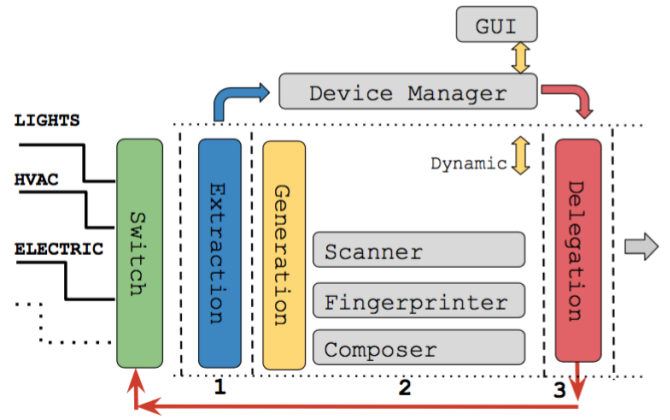 GUI
Device Manager
LIGHTS
HVAC
ELECTRIC
Switch
Extraction
Generation
Dynamic
Delegation
Scanner
Fingerprinter
Composer
1
2
3